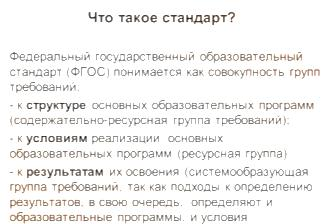 Что такое стандарт?
Федеральный государственный образовательный
стандарт (ФГОС) понимается как совокупность групп
требований:
- к структуре основных образовательных программ
(содержательно-ресурсная группа требований);
- к условиям реализации основных
образовательных программ (ресурсная группа)
- к результатам их освоения (системообразующая
группа требований, так как подходы к определению
результатов, в свою очередь, определяют и
образовательные программы, и условия